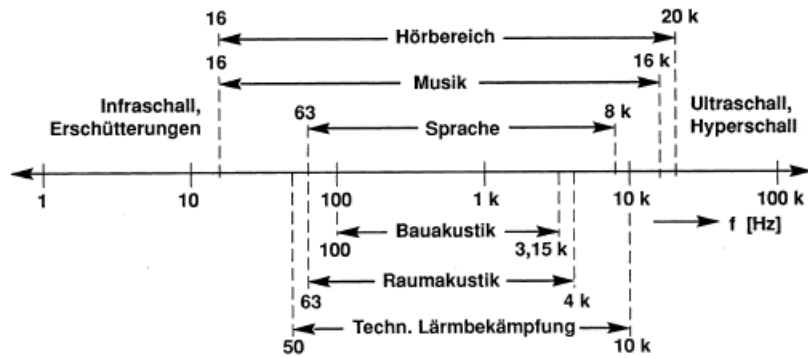 16 20 k
Hörbereich
16 16 k
Musik
Infraschall, Ultraschall,
Erschütterungen 63 8 k Hyperschall
Sprache
1 10 100 1 k 10 k 100 k
Bauakustik f [Hz]
100 3,15 k
Raumakustik
63 4 k
Techn. Lärmbekämpfung
50 10 k